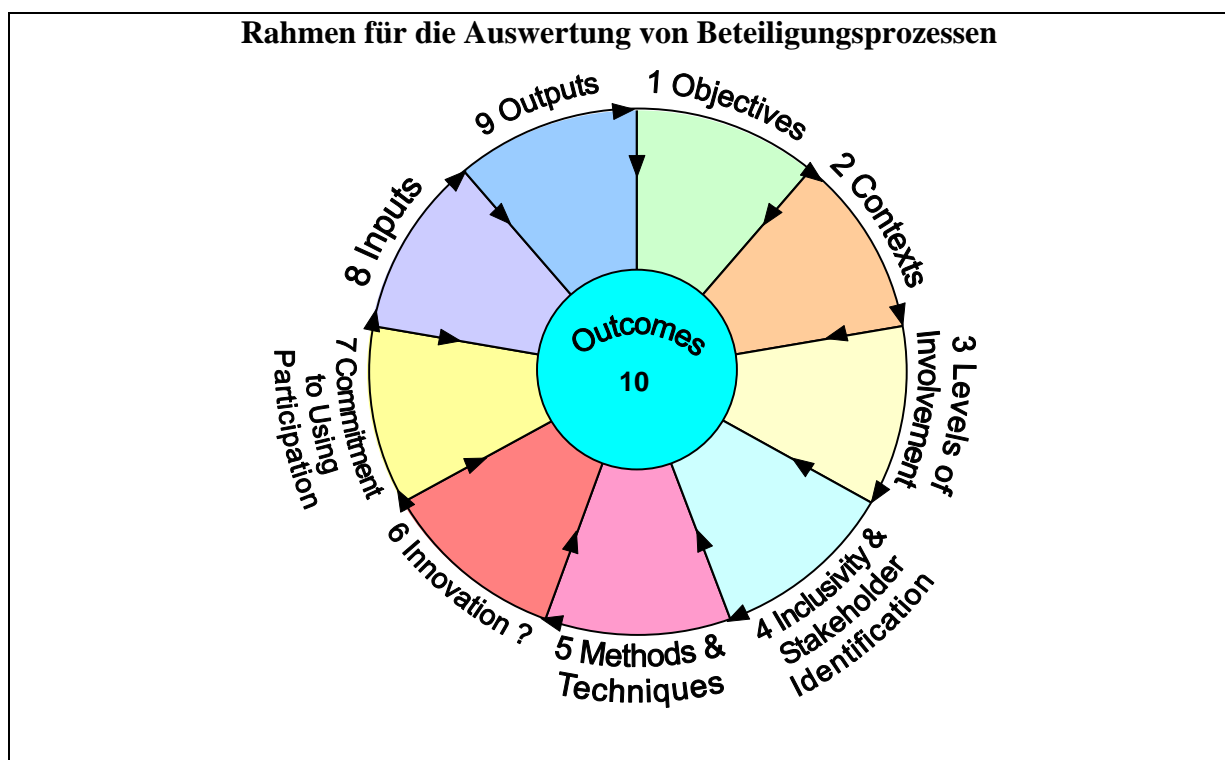 Rahmen für die Auswertung von Beteiligungsprozessen
1 Objectives
2 Contexts
3 Levels of
Involvement
4 Inclusivity &
Stakeholder
Identification
5 Methods &
Techniques
6 Innovation ?
7 Commitment
to Using
Participation
8 Inputs
9 Outputs
Outcomes
10